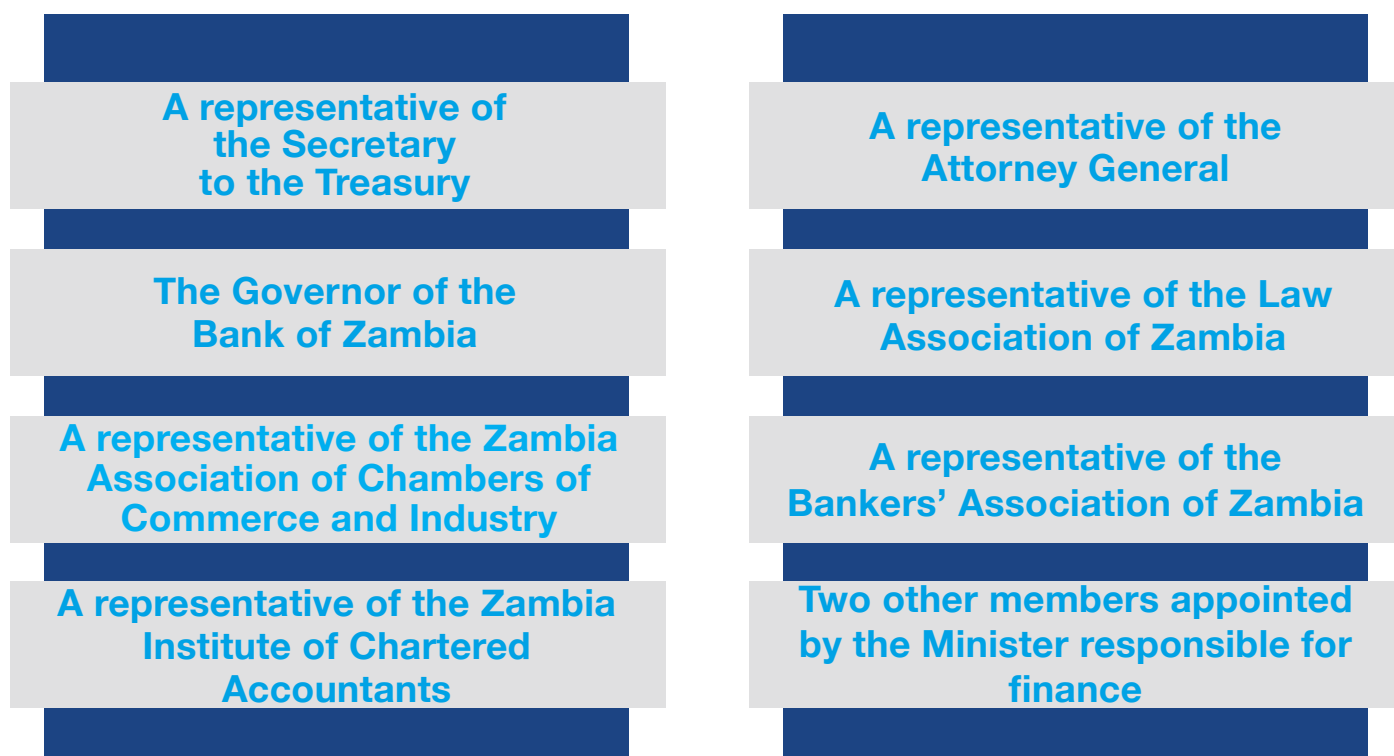 A representative of
the Secretary
to the Treasury
The Governor of the
Bank of Zambia
A representative of the Zambia
Association of Chambers of
Commerce and Industry
A representative of the Zambia
Institute of Chartered
Accountants
A representative of the
Attorney General
A representative of the Law
Association of Zambia
A representative of the
Bankers’ Association of Zambia
Two other members appointed
by the Minister responsible for
finance